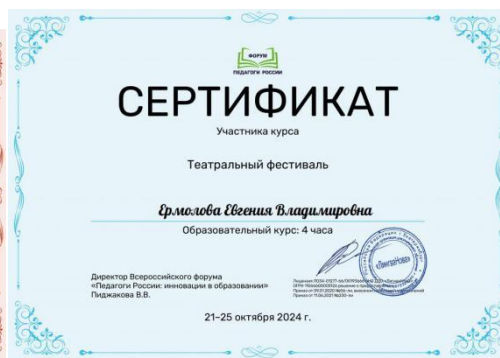 ФОРУМ
ПЕДАГОГИ РОССИИ
СЕРТИФИКАТ
Участника курса
Театральный фестиваль
Ермолова Евгения Владимировна
Образовательный курс: 4 часа
Директор Всероссийского форума
«Педагоги России: инновации в образовании»
Пиджакова В.В.
21-25 октября 2024 г.